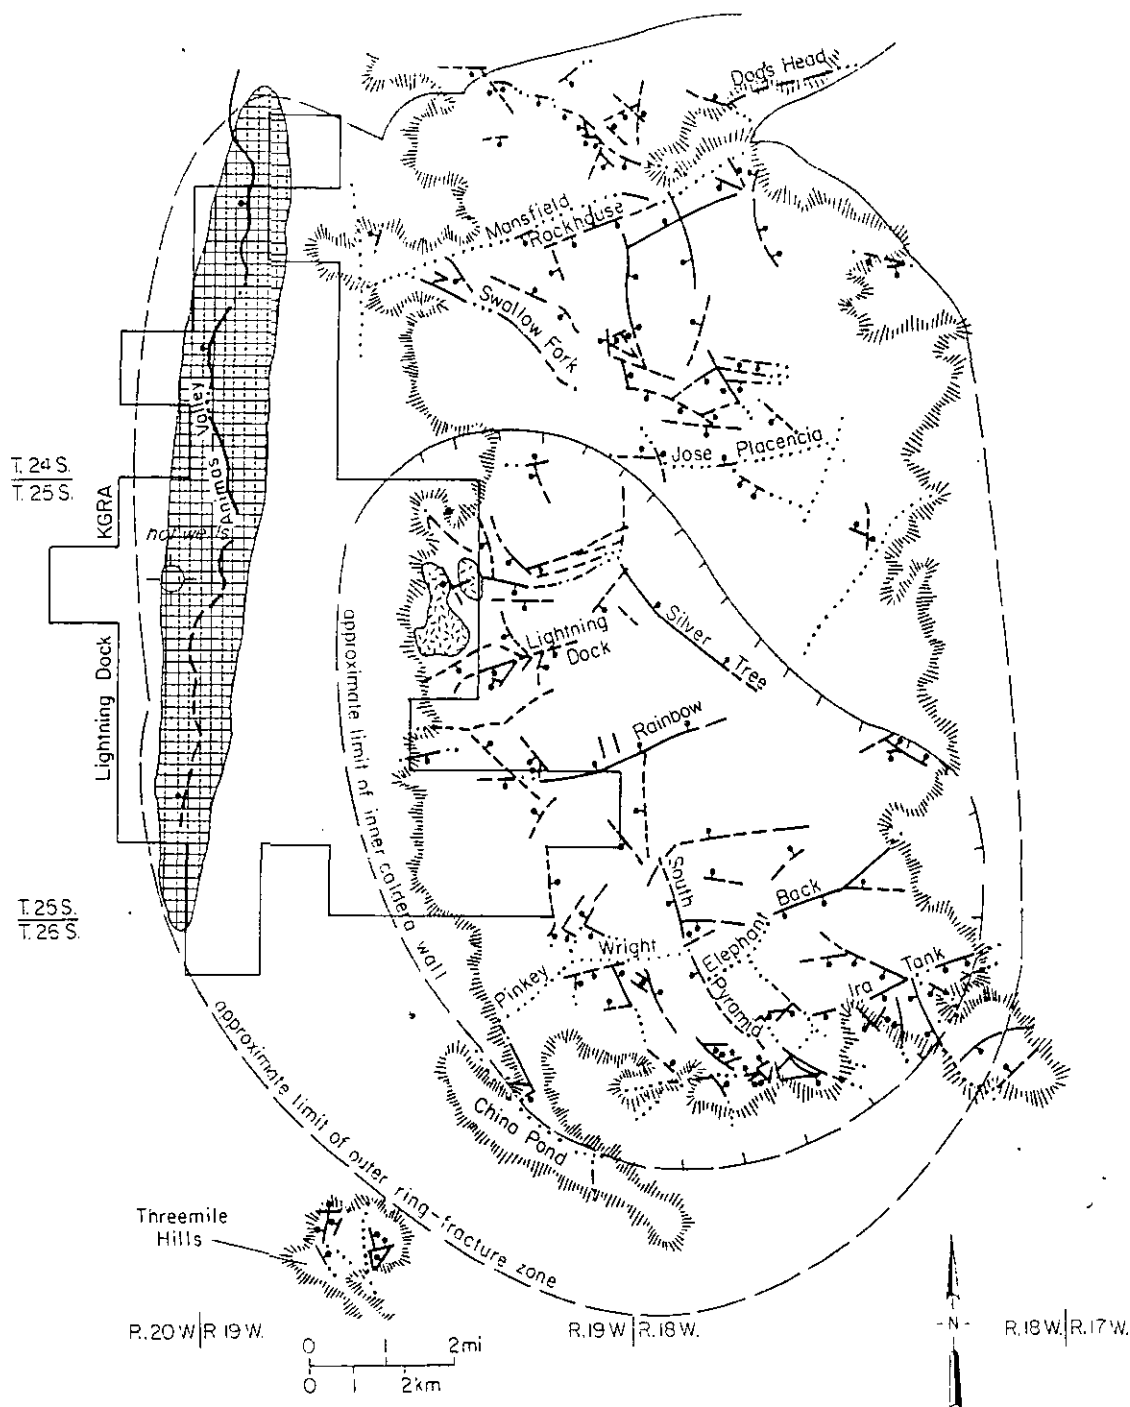 Dogs Head
Mansfield
Rockhouse
Swallow Fork
Jose Placencia
T. 24 S.
T. 25 S.
KGRA
Lightning Dock
Animas Valley
hot wells
Lightning
Dock
Silver Tree
Rainbow
approximate limit of inner caldera wall
South
Pyramid
Elephant Back
T. 25 S.
T. 26 S.
Pinkey Wright
Ira Tank
approximate limit of outer ring-fracture zone
China Pond
Threemile
Hills
R. 20 W. R. 19 W.
R. 19 W. R. 18 W.
R. 18 W. R. 17 W.
0 1 2 mi
0 1 2 km
-N-